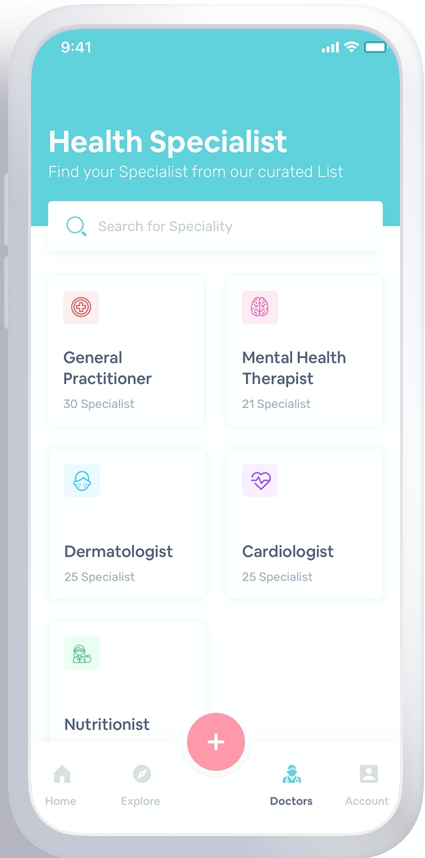 9:41
Health Specialist
Find your Specialist from our curated List
Search for Speciality
General
Practitioner
30 Specialist
Mental Health
Therapist
21 Specialist
Dermatologist
25 Specialist
Cardiologist
25 Specialist
Nutritionist
Home
Explore
Doctors
Account